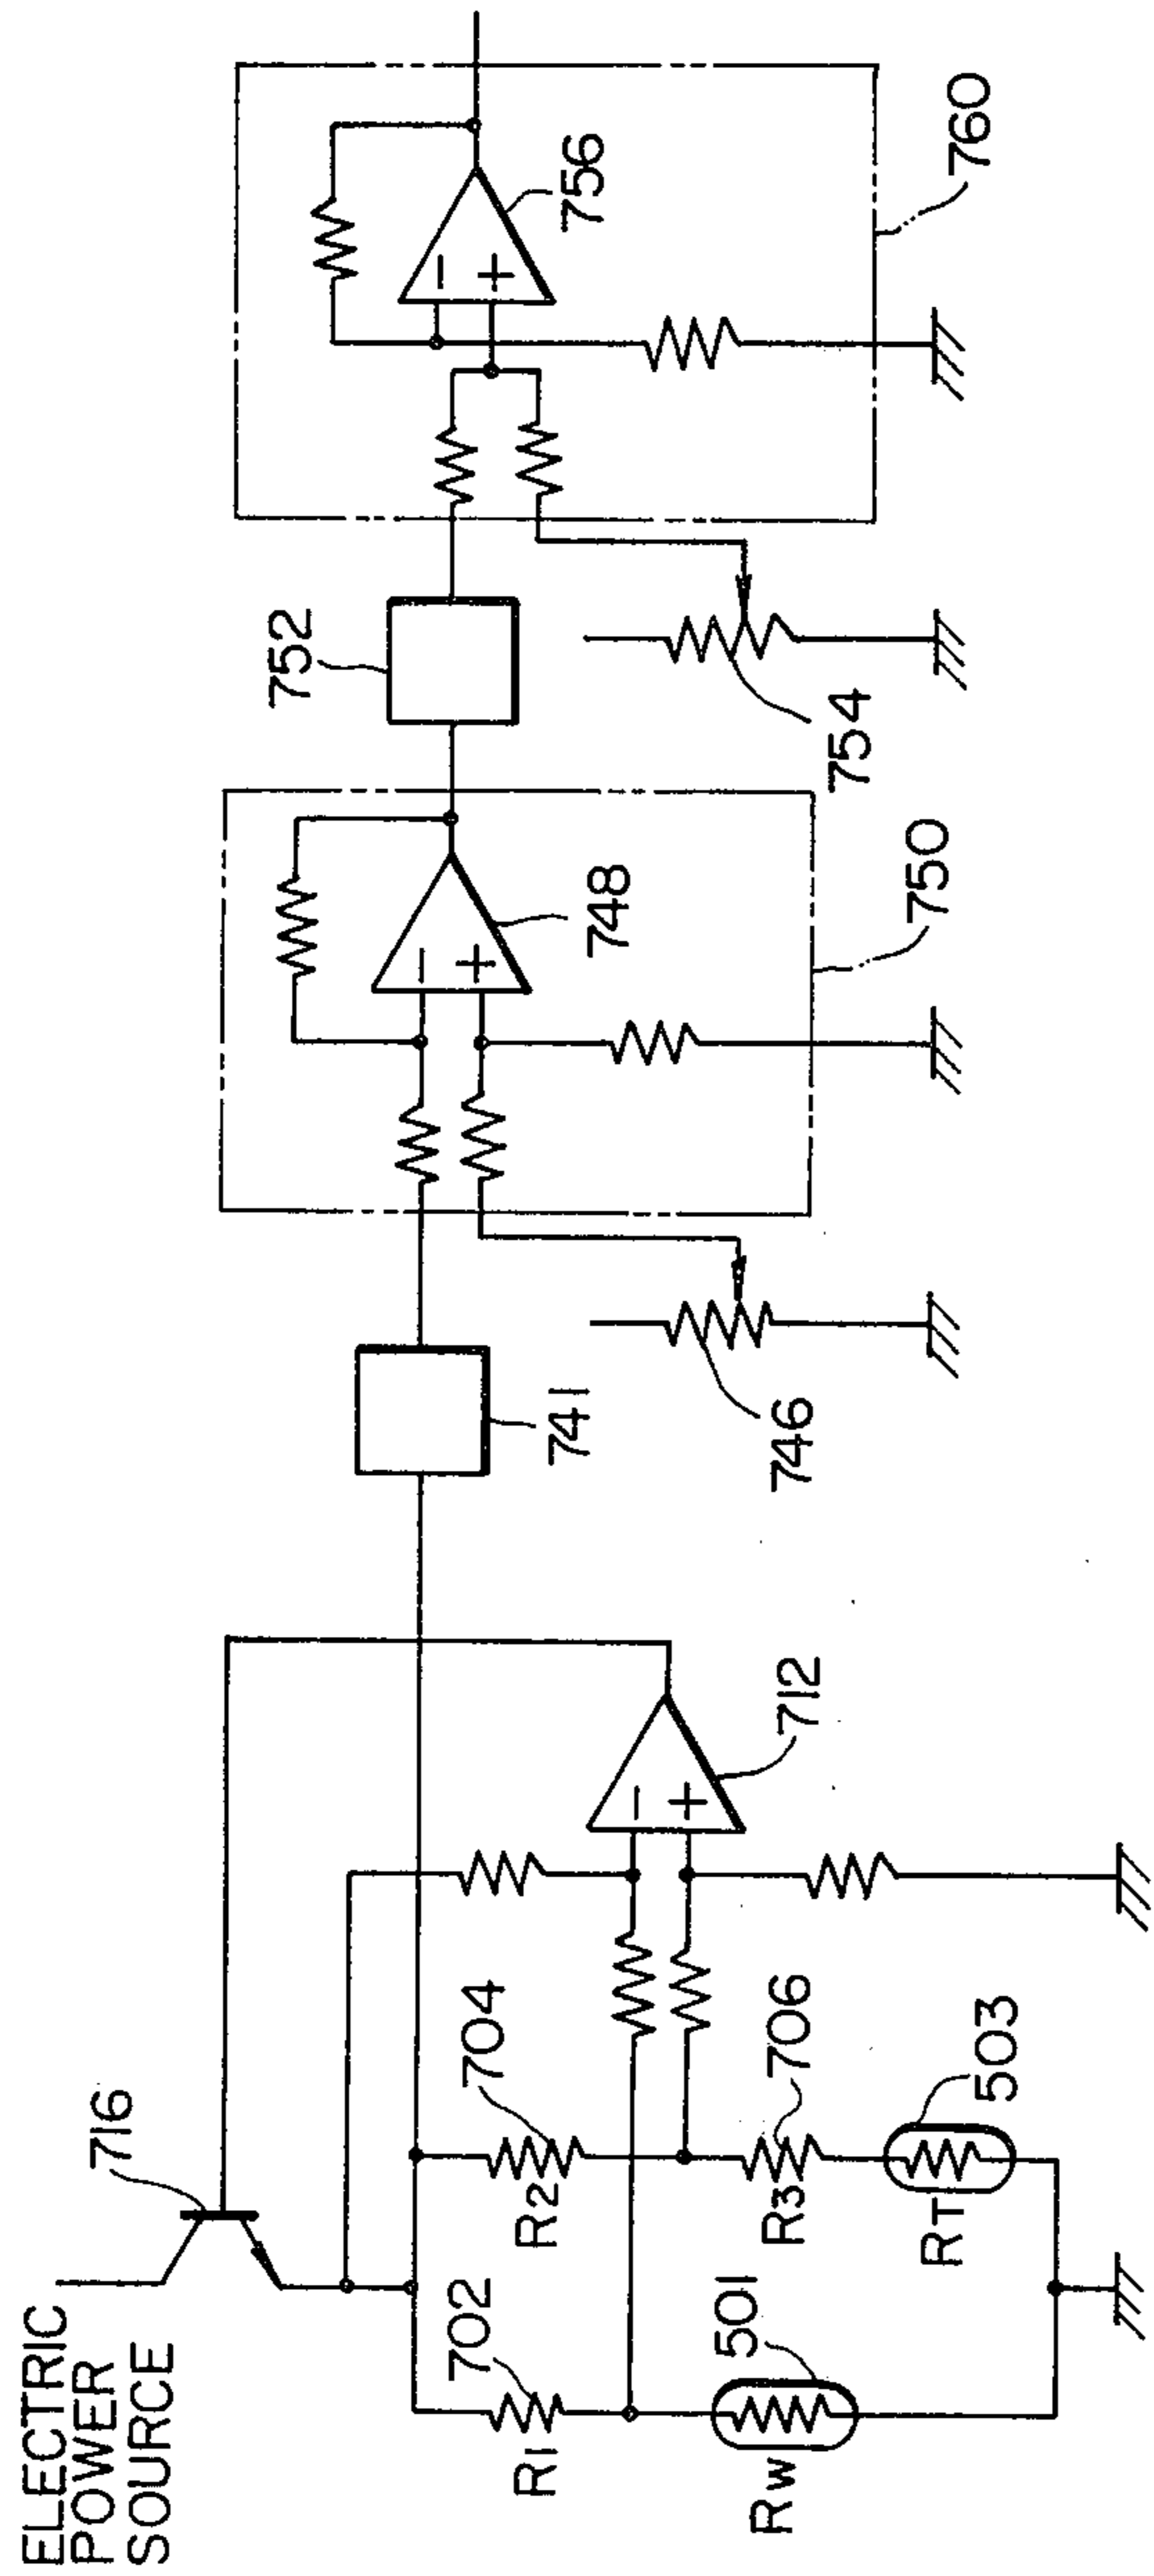 ELECTRIC
POWER
SOURCE
716
702
R1
704
R2
501
RW
706
R3
503
RT
712
−
+
741
746
748
−
+
750
752
754
756
−
+
760